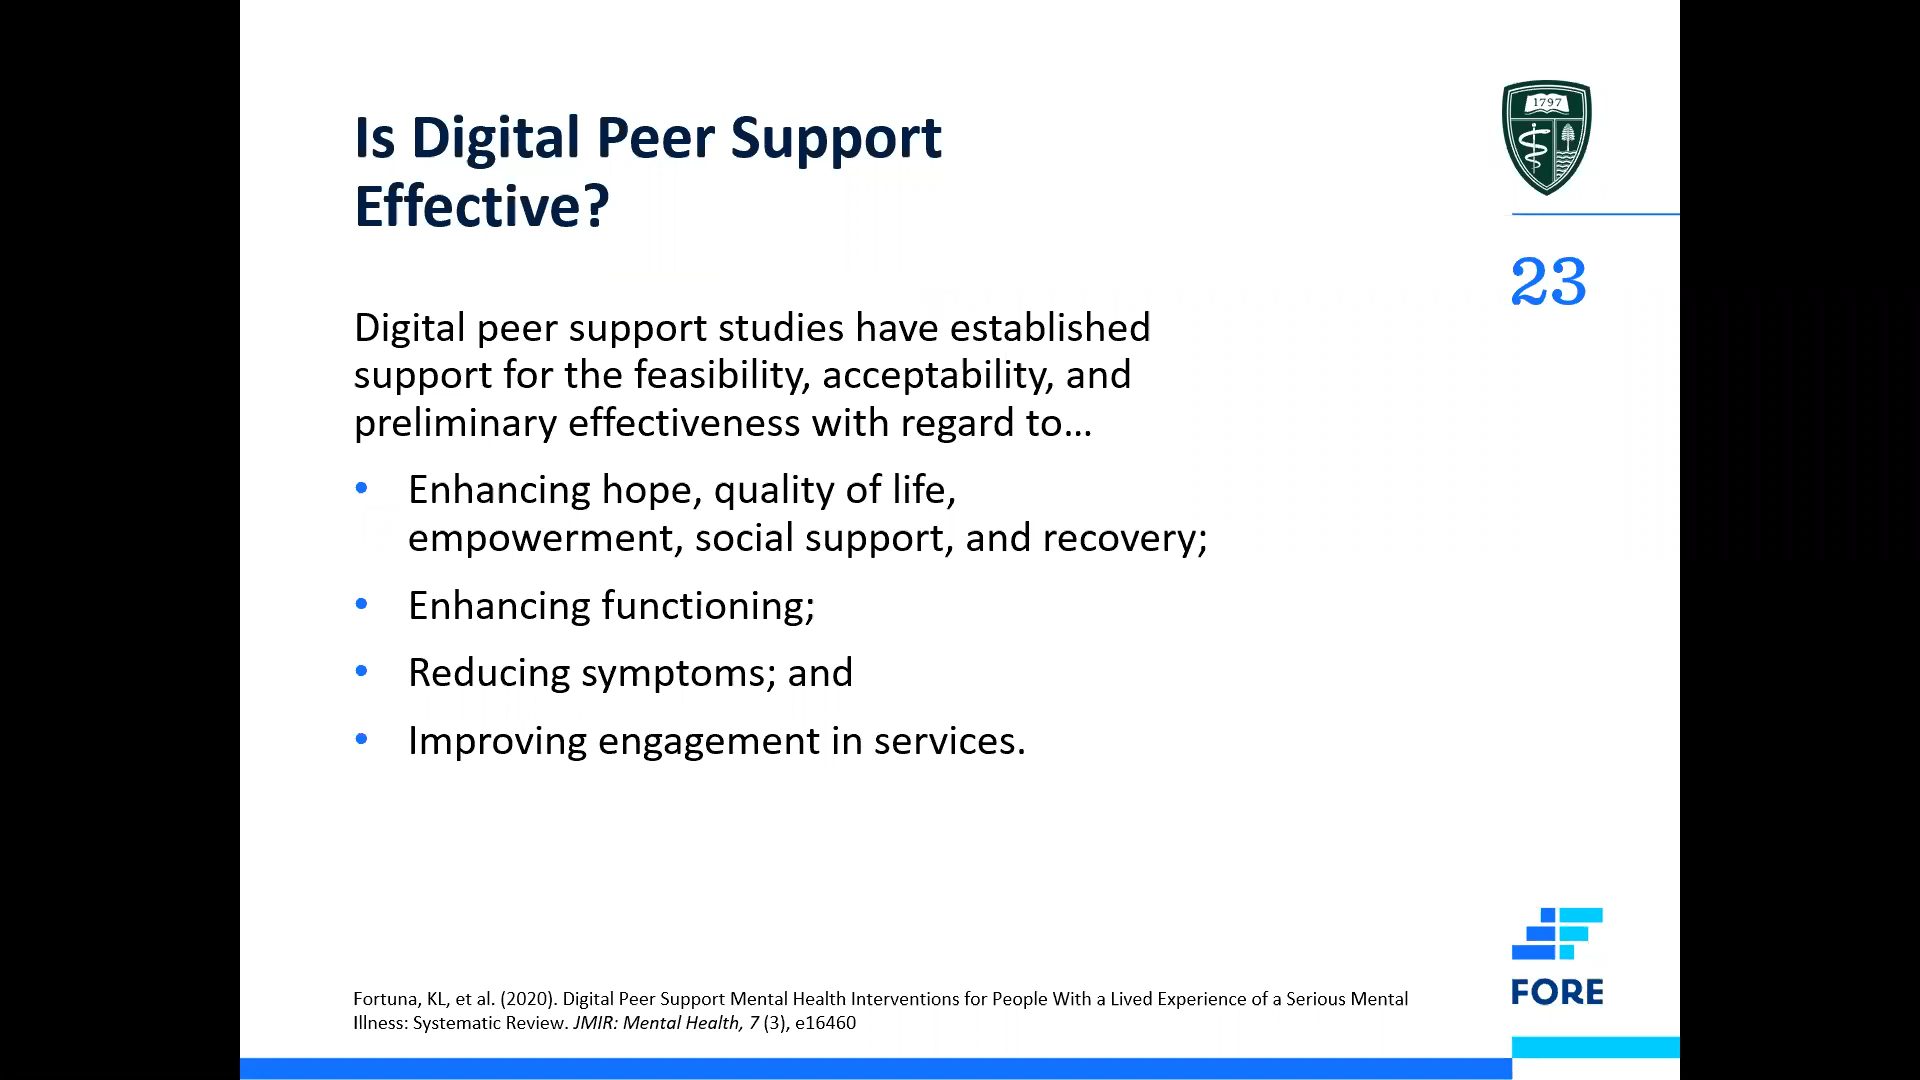 Is Digital Peer Support
Effective?
1797
23
Digital peer support studies have established
support for the feasibility, acceptability, and
preliminary effectiveness with regard to…
• Enhancing hope, quality of life,
empowerment, social support, and recovery;
• Enhancing functioning;
• Reducing symptoms; and
• Improving engagement in services.
FORE
Fortuna, KL, et al. (2020). Digital Peer Support Mental Health Interventions for People With a Lived Experience of a Serious Mental
Illness: Systematic Review. JMIR: Mental Health, 7 (3), e16460